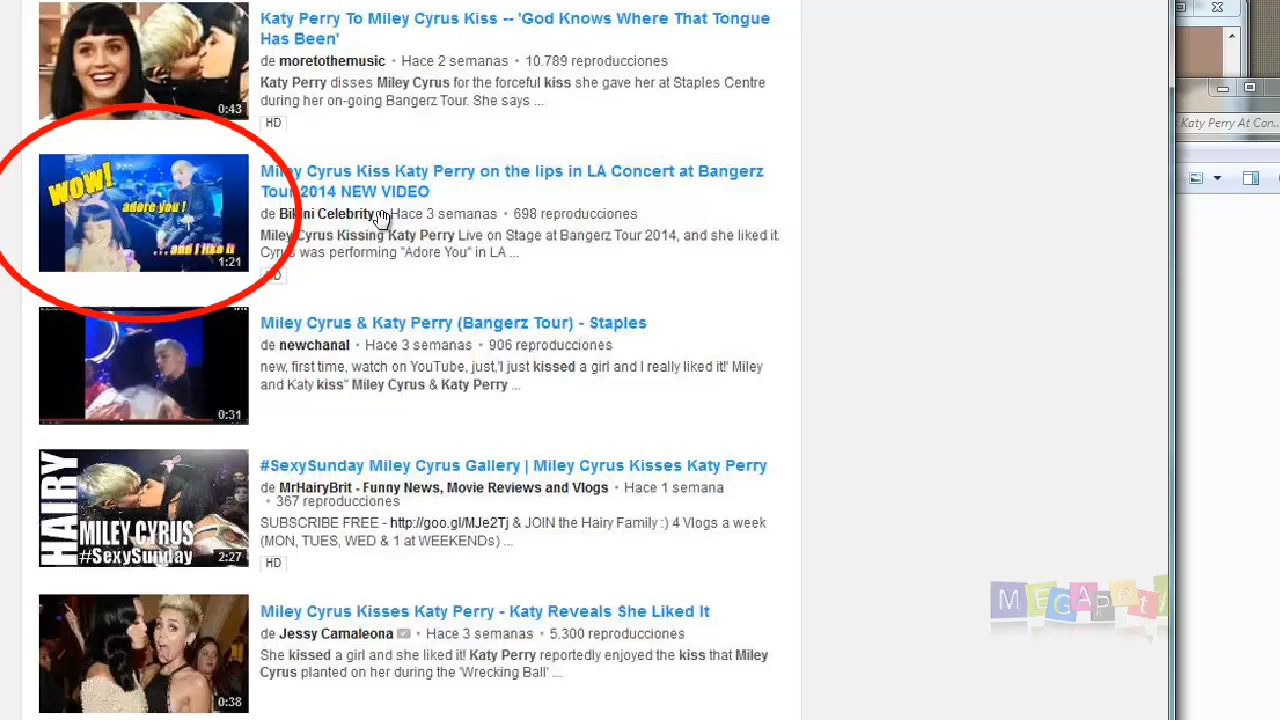 Katy Perry To Miley Cyrus Kiss -- 'God Knows Where That Tongue
Has Been'
de moretothemusic • Hace 2 semanas • 10.789 reproducciones
Katy Perry disses Miley Cyrus for the forceful kiss she gave her at Staples Centre
during her on-going Bangerz Tour. She says ...
HD
0:43
Katy Perry At Con...
WOW!
adore you !
...and I like it
1:21
Miley Cyrus Kiss Katy Perry on the lips in LA Concert at Bangerz
Tour 2014 NEW VIDEO
de Bikini Celebrity • Hace 3 semanas • 698 reproducciones
Miley Cyrus Kissing Katy Perry Live on Stage at Bangerz Tour 2014, and she liked it.
Cyrus was performing "Adore You" in LA ...
HD
Miley Cyrus & Katy Perry (Bangerz Tour) - Staples
de newchanal • Hace 3 semanas • 906 reproducciones
new, first time, watch on YouTube, just,'I just kissed a girl and I really liked it!' Miley
and Katy kiss" Miley Cyrus & Katy Perry ...
0:31
HAIRY
MILEY CYRUS
#SexySunday
2:27
#SexySunday Miley Cyrus Gallery | Miley Cyrus Kisses Katy Perry
de MrHairyBrit - Funny News, Movie Reviews and Vlogs • Hace 1 semana
• 367 reproducciones
SUBSCRIBE FREE - http://goo.gl/MJe2Tj & JOIN the Hairy Family :) 4 Vlogs a week
(MON, TUES, WED & 1 at WEEKENDs) ...
HD
MEGAPety
Miley Cyrus Kisses Katy Perry - Katy Reveals She Liked It
de Jessy Camaleona • Hace 3 semanas • 5.300 reproducciones
She kissed a girl and she liked it! Katy Perry reportedly enjoyed the kiss that Miley
Cyrus planted on her during the 'Wrecking Ball' ...
0:38